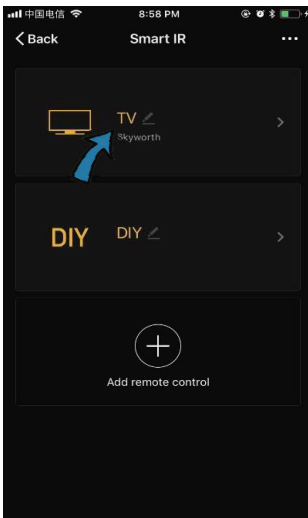 中国电信 8:58 PM
Back Smart IR
TV
Skyworth
DIY DIY
Add remote control